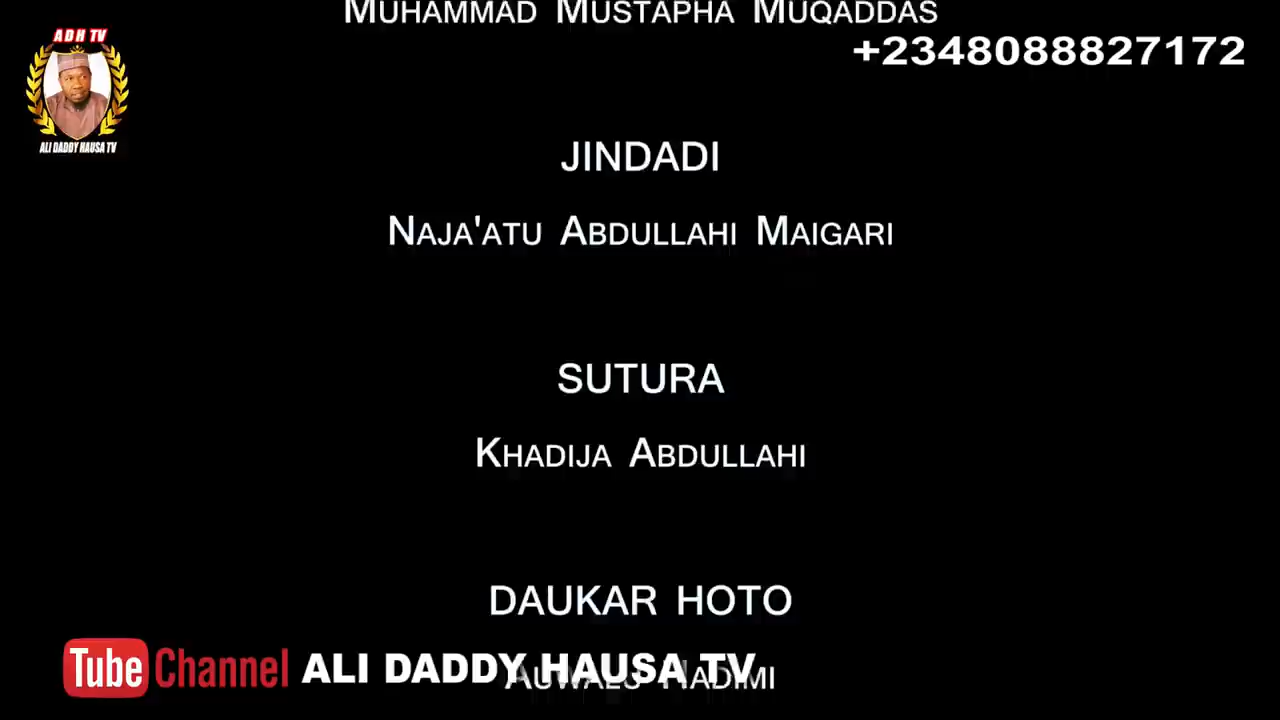 MUHAMMAD MUSTAPHA MUQADDAS
+2348088827172
ADH TV
ALI DADDY HAUSA TV
JINDADI
NAJA'ATU ABDULLAHI MAIGARI
SUTURA
KHADIJA ABDULLAHI
DAUKAR HOTO
Tube Channel ALI DADDY HAUSA TV